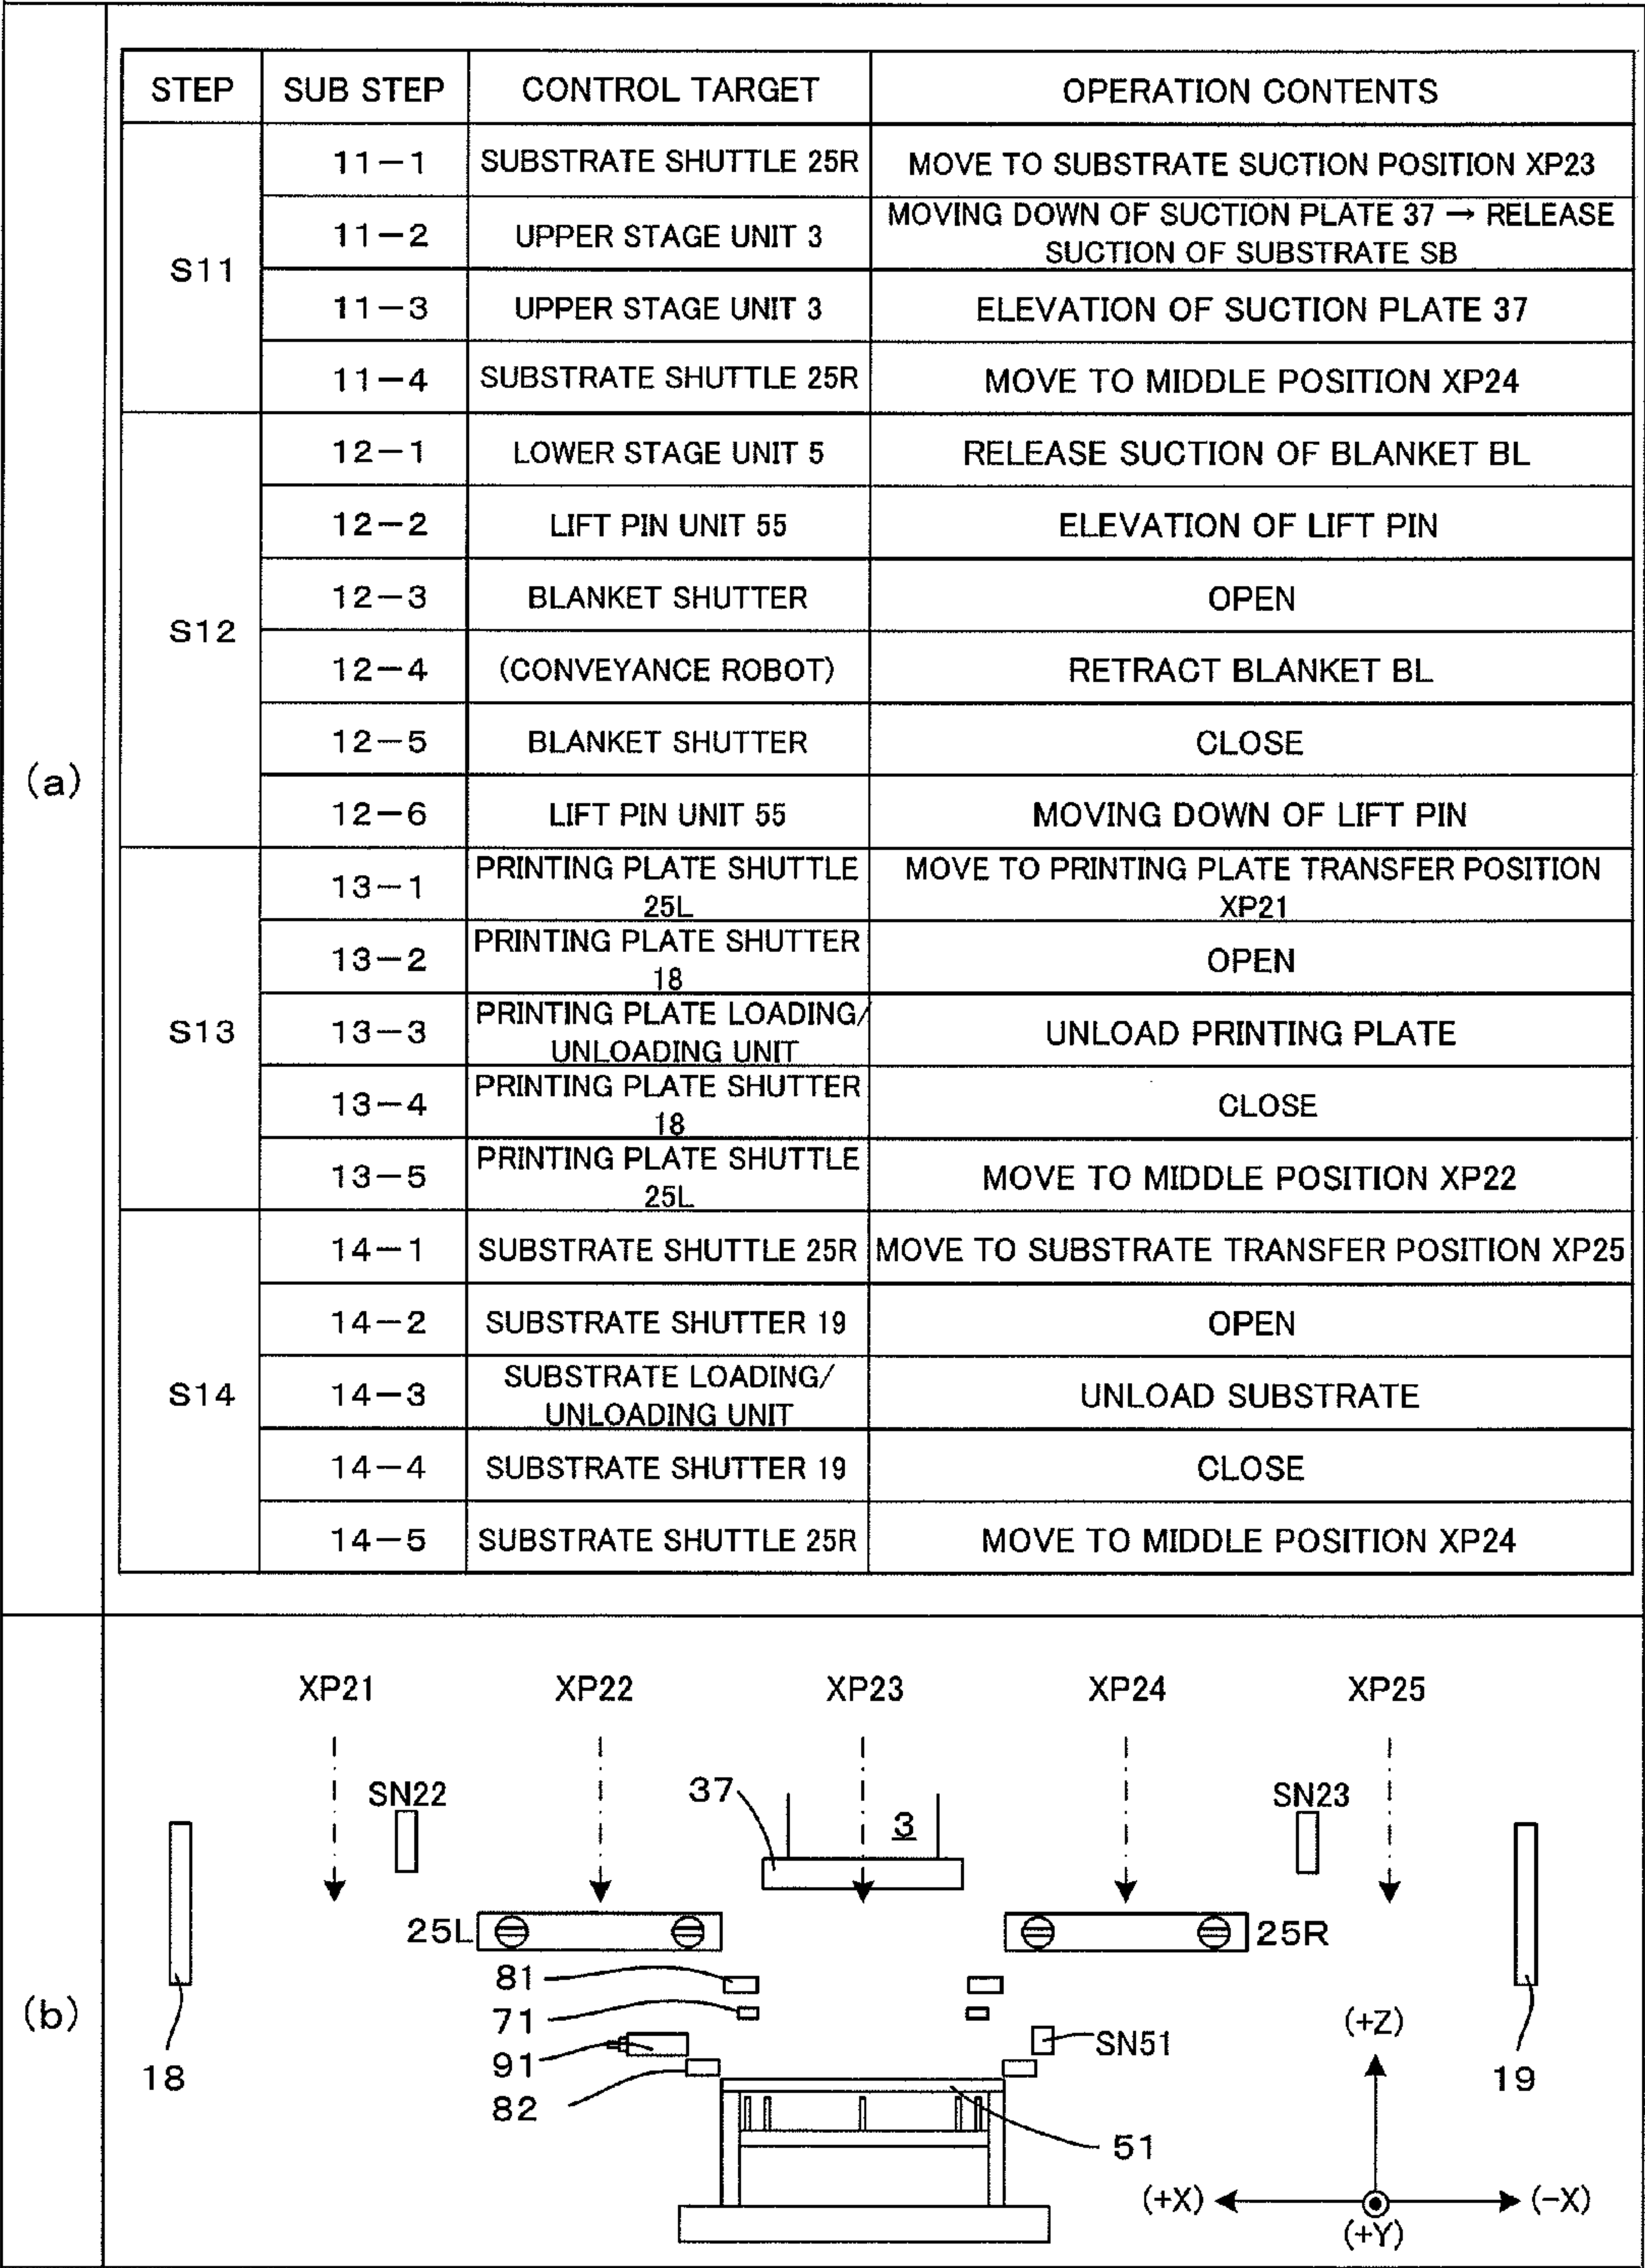 (a)
STEP SUB STEP CONTROL TARGET OPERATION CONTENTS
S11
11-1 SUBSTRATE SHUTTLE 25R MOVE TO SUBSTRATE SUCTION POSITION XP23
11-2 UPPER STAGE UNIT 3 MOVING DOWN OF SUCTION PLATE 37 → RELEASE
SUCTION OF SUBSTRATE SB
11-3 UPPER STAGE UNIT 3 ELEVATION OF SUCTION PLATE 37
11-4 SUBSTRATE SHUTTLE 25R MOVE TO MIDDLE POSITION XP24
S12
12-1 LOWER STAGE UNIT 5 RELEASE SUCTION OF BLANKET BL
12-2 LIFT PIN UNIT 55 ELEVATION OF LIFT PIN
12-3 BLANKET SHUTTER OPEN
12-4 (CONVEYANCE ROBOT) RETRACT BLANKET BL
12-5 BLANKET SHUTTER CLOSE
12-6 LIFT PIN UNIT 55 MOVING DOWN OF LIFT PIN
S13
13-1 PRINTING PLATE SHUTTLE
25L
MOVE TO PRINTING PLATE TRANSFER POSITION
XP21
13-2 PRINTING PLATE SHUTTER
18
OPEN
13-3 PRINTING PLATE LOADING/
UNLOADING UNIT
UNLOAD PRINTING PLATE
13-4 PRINTING PLATE SHUTTER
18
CLOSE
13-5 PRINTING PLATE SHUTTLE
25L
MOVE TO MIDDLE POSITION XP22
S14
14-1 SUBSTRATE SHUTTLE 25R MOVE TO SUBSTRATE TRANSFER POSITION XP25
14-2 SUBSTRATE SHUTTER 19 OPEN
14-3 SUBSTRATE LOADING/
UNLOADING UNIT
UNLOAD SUBSTRATE
14-4 SUBSTRATE SHUTTER 19 CLOSE
14-5 SUBSTRATE SHUTTLE 25R MOVE TO MIDDLE POSITION XP24
(b)
XP21 XP22 XP23 XP24 XP25
SN22 37 3 SN23
25L 25R
81
71
91 SN51
82
18 19
51
(+Z)
(+X) (-X)
(+Y)